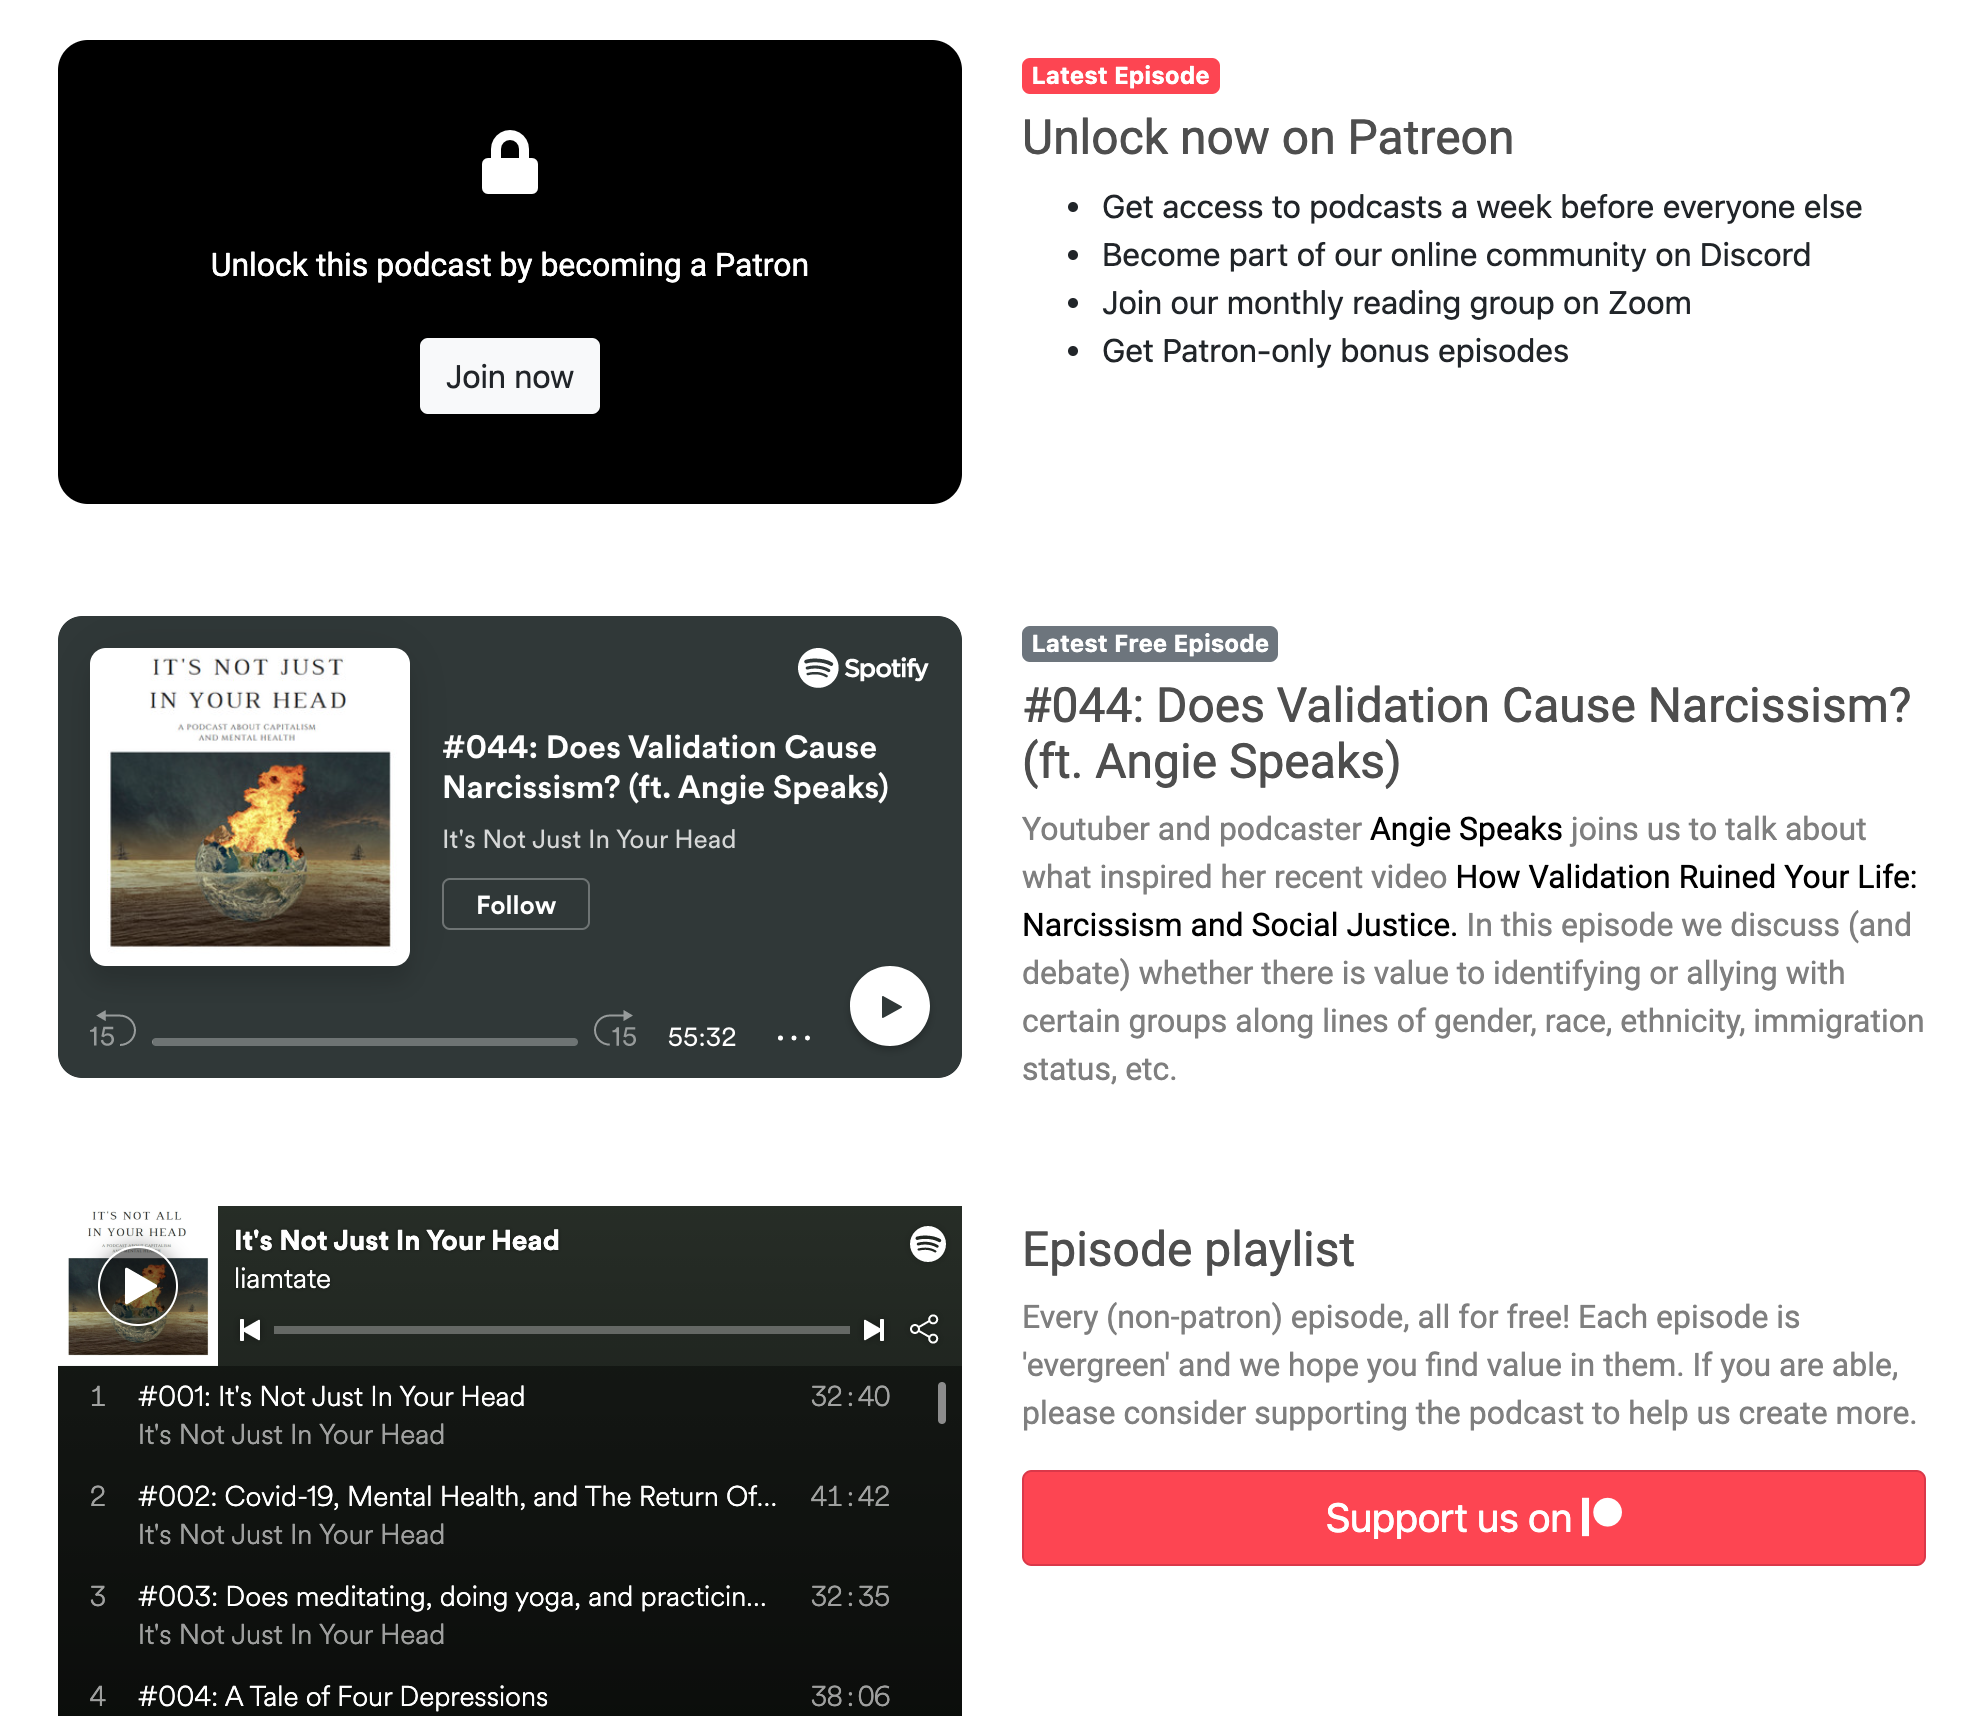 Unlock this podcast by becoming a Patron
Join now
Latest Episode
Unlock now on Patreon
• Get access to podcasts a week before everyone else
• Become part of our online community on Discord
• Join our monthly reading group on Zoom
• Get Patron-only bonus episodes
IT'S NOT JUST
IN YOUR HEAD
A PODCAST ABOUT CAPITALISM
AND MENTAL HEALTH
Spotify
#044: Does Validation Cause
Narcissism? (ft. Angie Speaks)
It's Not Just In Your Head
Follow
15
15
55:32
Latest Free Episode
#044: Does Validation Cause Narcissism?
(ft. Angie Speaks)
Youtuber and podcaster Angie Speaks joins us to talk about
what inspired her recent video How Validation Ruined Your Life:
Narcissism and Social Justice. In this episode we discuss (and
debate) whether there is value to identifying or allying with
certain groups along lines of gender, race, ethnicity, immigration
status, etc.
IT'S NOT ALL
IN YOUR HEAD
It's Not Just In Your Head
liamtate
1 #001: It's Not Just In Your Head 32:40
It's Not Just In Your Head
2 #002: Covid-19, Mental Health, and The Return Of... 41:42
It's Not Just In Your Head
3 #003: Does meditating, doing yoga, and practicin... 32:35
It's Not Just In Your Head
4 #004: A Tale of Four Depressions 38:06
Episode playlist
Every (non-patron) episode, all for free! Each episode is
'evergreen' and we hope you find value in them. If you are able,
please consider supporting the podcast to help us create more.
Support us on